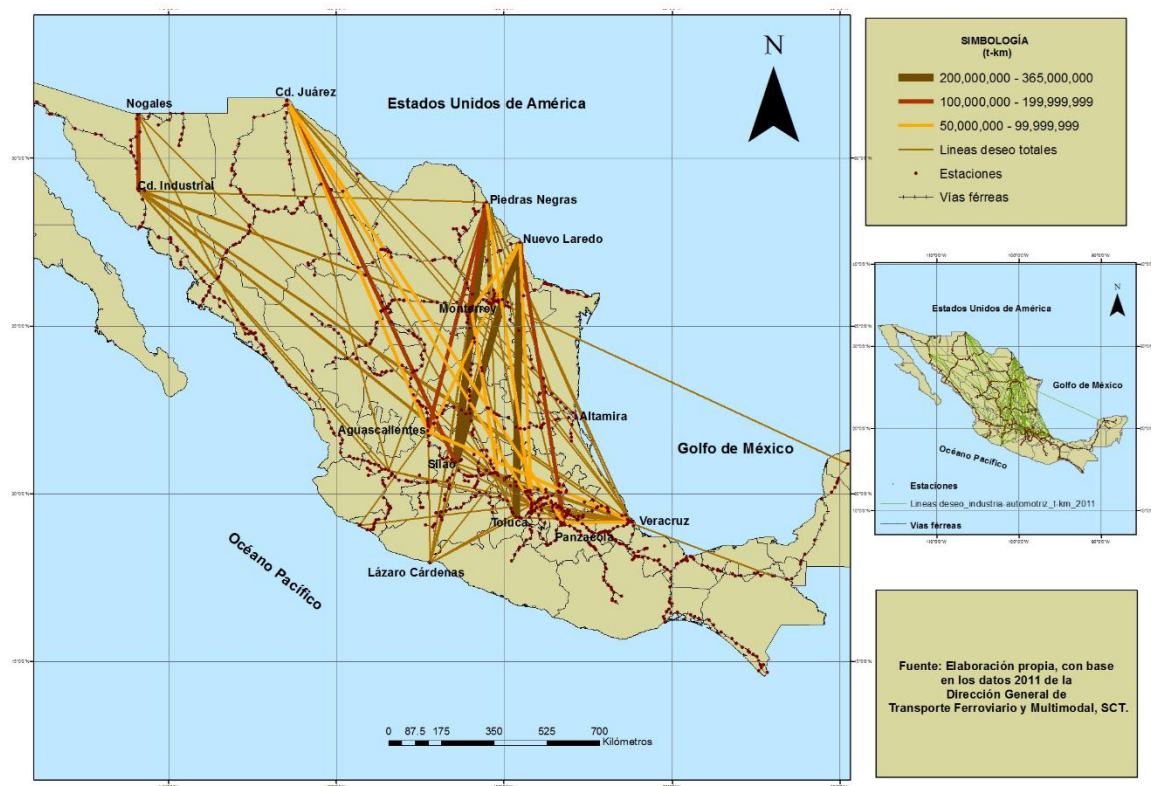 N
Cd. Juárez
Nogales
Estados Unidos de América
Cd. Industrial
Piedras Negras
Nuevo Laredo
Monterrey
Altamira
Aguascalientes
Golfo de México
Silao
Toluca
Veracruz
Panzacola
Océano Pacífico
Lázaro Cárdenas
0 87.5 175 350 525 700
Kilómetros
SIMBOLOGÍA
(t-km)
200,000,000 - 365,000,000
100,000,000 - 199,999,999
50,000,000 - 99,999,999
Lineas deseo totales
Estaciones
Vías férreas
N
Estados Unidos de América
Golfo de México
Océano Pacífico
Estaciones
Lineas deseo_industria-automotriz_t-km_2011
Vías férreas
Fuente: Elaboración propia, con base
en los datos 2011 de la
Dirección General de
Transporte Ferroviario y Multimodal, SCT.